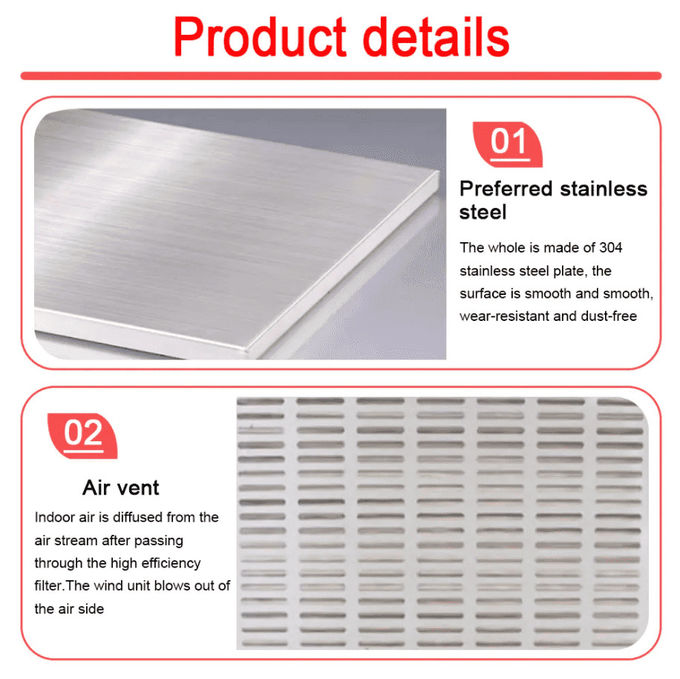 Product details
01
Preferred stainless
steel
The whole is made of 304
stainless steel plate, the
surface is smooth and smooth,
wear-resistant and dust-free
02
Air vent
Indoor air is diffused from the
air stream after passing
through the high efficiency
filter.The wind unit blows out of
the air side